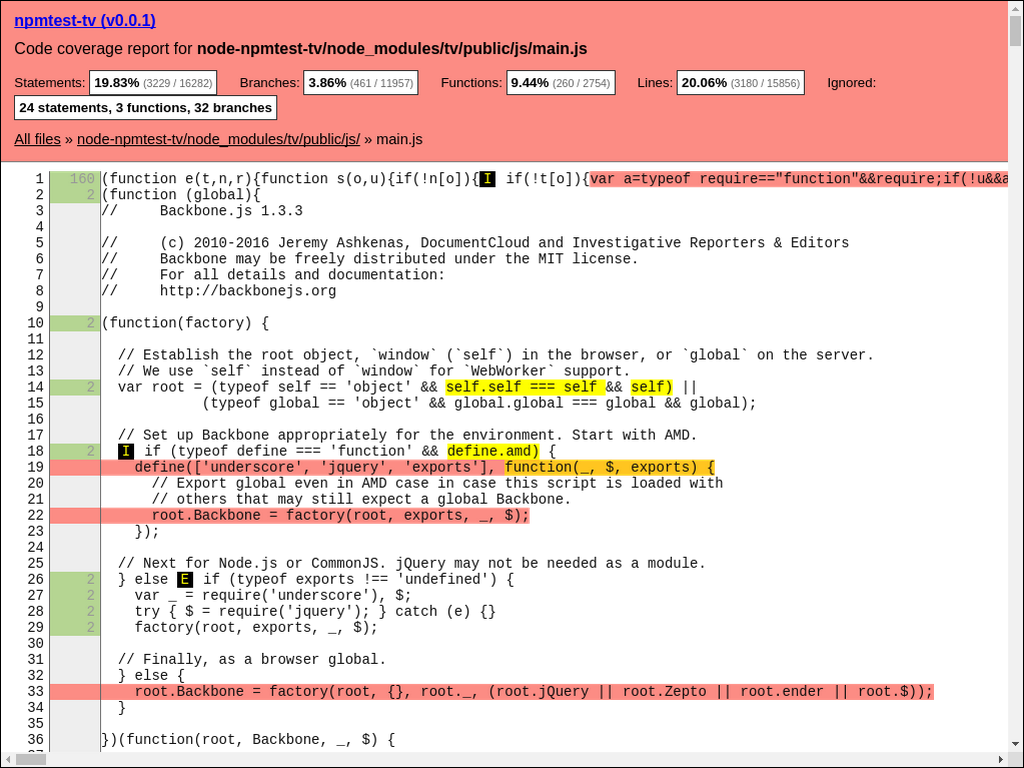 npmtest-tv (v0.0.1)
Code coverage report for node-npmtest-tv/node_modules/tv/public/js/main.js
Statements: 19.83% (3229 / 16282) Branches: 3.86% (461 / 11957) Functions: 9.44% (260 / 2754) Lines: 20.06% (3180 / 15856) Ignored:
24 statements, 3 functions, 32 branches
All files » node-npmtest-tv/node_modules/tv/public/js/ » main.js
1 160 (function e(t,n,r){function s(o,u){if(!n[o]){ I if(!t[o]){var a=typeof require=="function"&&require;if(!u&&a
2 2 (function (global){
3 //     Backbone.js 1.3.3
4
5 //     (c) 2010-2016 Jeremy Ashkenas, DocumentCloud and Investigative Reporters & Editors
6 //     Backbone may be freely distributed under the MIT license.
7 //     For all details and documentation:
8 //     http://backbonejs.org
9
10 2 (function(factory) {
11
12   // Establish the root object, `window` (`self`) in the browser, or `global` on the server.
13   // We use `self` instead of `window` for `WebWorker` support.
14 2   var root = (typeof self == 'object' && self.self === self && self) ||
15             (typeof global == 'object' && global.global === global && global);
16
17   // Set up Backbone appropriately for the environment. Start with AMD.
18 2   I if (typeof define === 'function' && define.amd) {
19     define(['underscore', 'jquery', 'exports'], function(_, $, exports) {
20       // Export global even in AMD case in case this script is loaded with
21       // others that may still expect a global Backbone.
22       root.Backbone = factory(root, exports, _, $);
23     });
24
25   // Next for Node.js or CommonJS. jQuery may not be needed as a module.
26 2   } else E if (typeof exports !== 'undefined') {
27 2     var _ = require('underscore'), $;
28 2     try { $ = require('jquery'); } catch (e) {}
29 2     factory(root, exports, _, $);
30
31   // Finally, as a browser global.
32   } else {
33     root.Backbone = factory(root, {}, root._, (root.jQuery || root.Zepto || root.ender || root.$));
34   }
35
36 })(function(root, Backbone, _, $) {